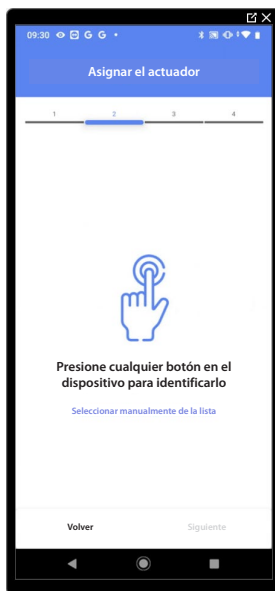 09:30 G G
Asignar el actuador
1 2 3 4
Presione cualquier botón en el
dispositivo para identificarlo
Seleccionar manualmente de la lista
Volver Siguiente